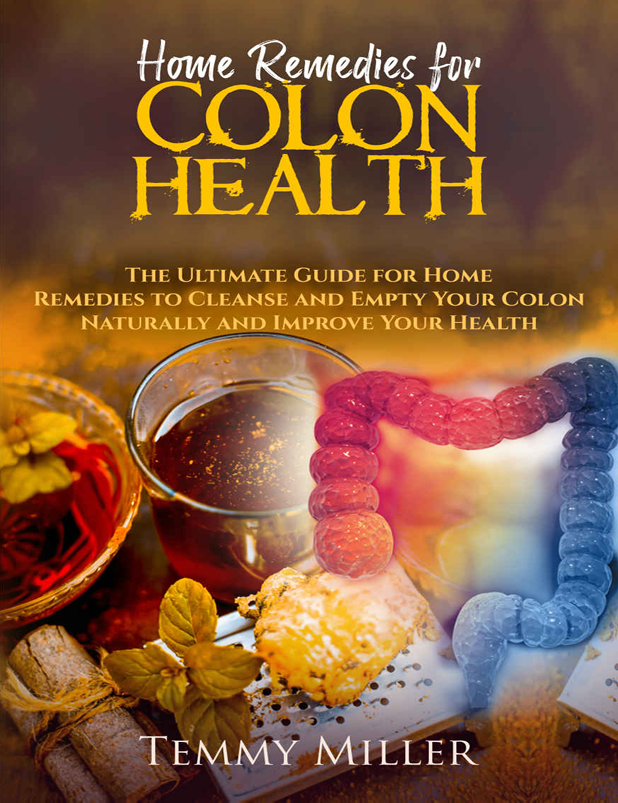 Home Remedies for
COLON
HEALTH
The Ultimate Guide for Home
Remedies to Cleanse and Empty Your Colon
Naturally and Improve Your Health
Temmy Miller